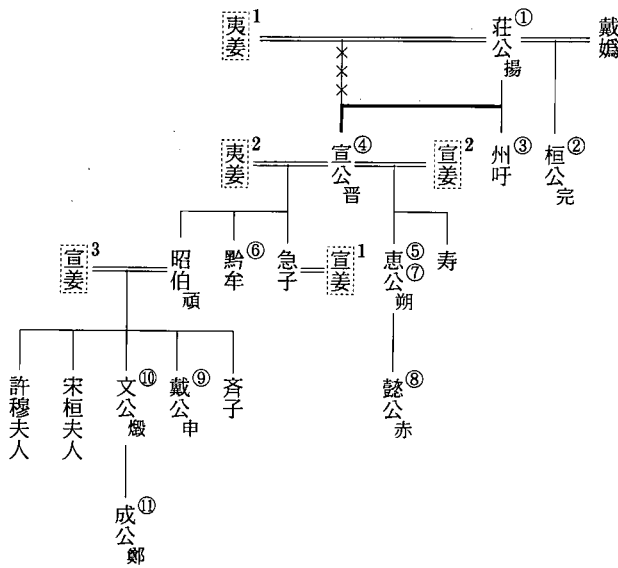 夷姜1
荘公揚①
戴嬀
夷姜2
宣公晋④
宣姜2
州吁③
桓公完②
宣姜3
昭伯頑
黔牟⑥
急子
宣姜1
恵公朔⑤⑦
寿
許穆夫人
宋桓夫人
文公燬⑩
戴公申⑨
斉子
懿公赤⑧
成公鄭⑪